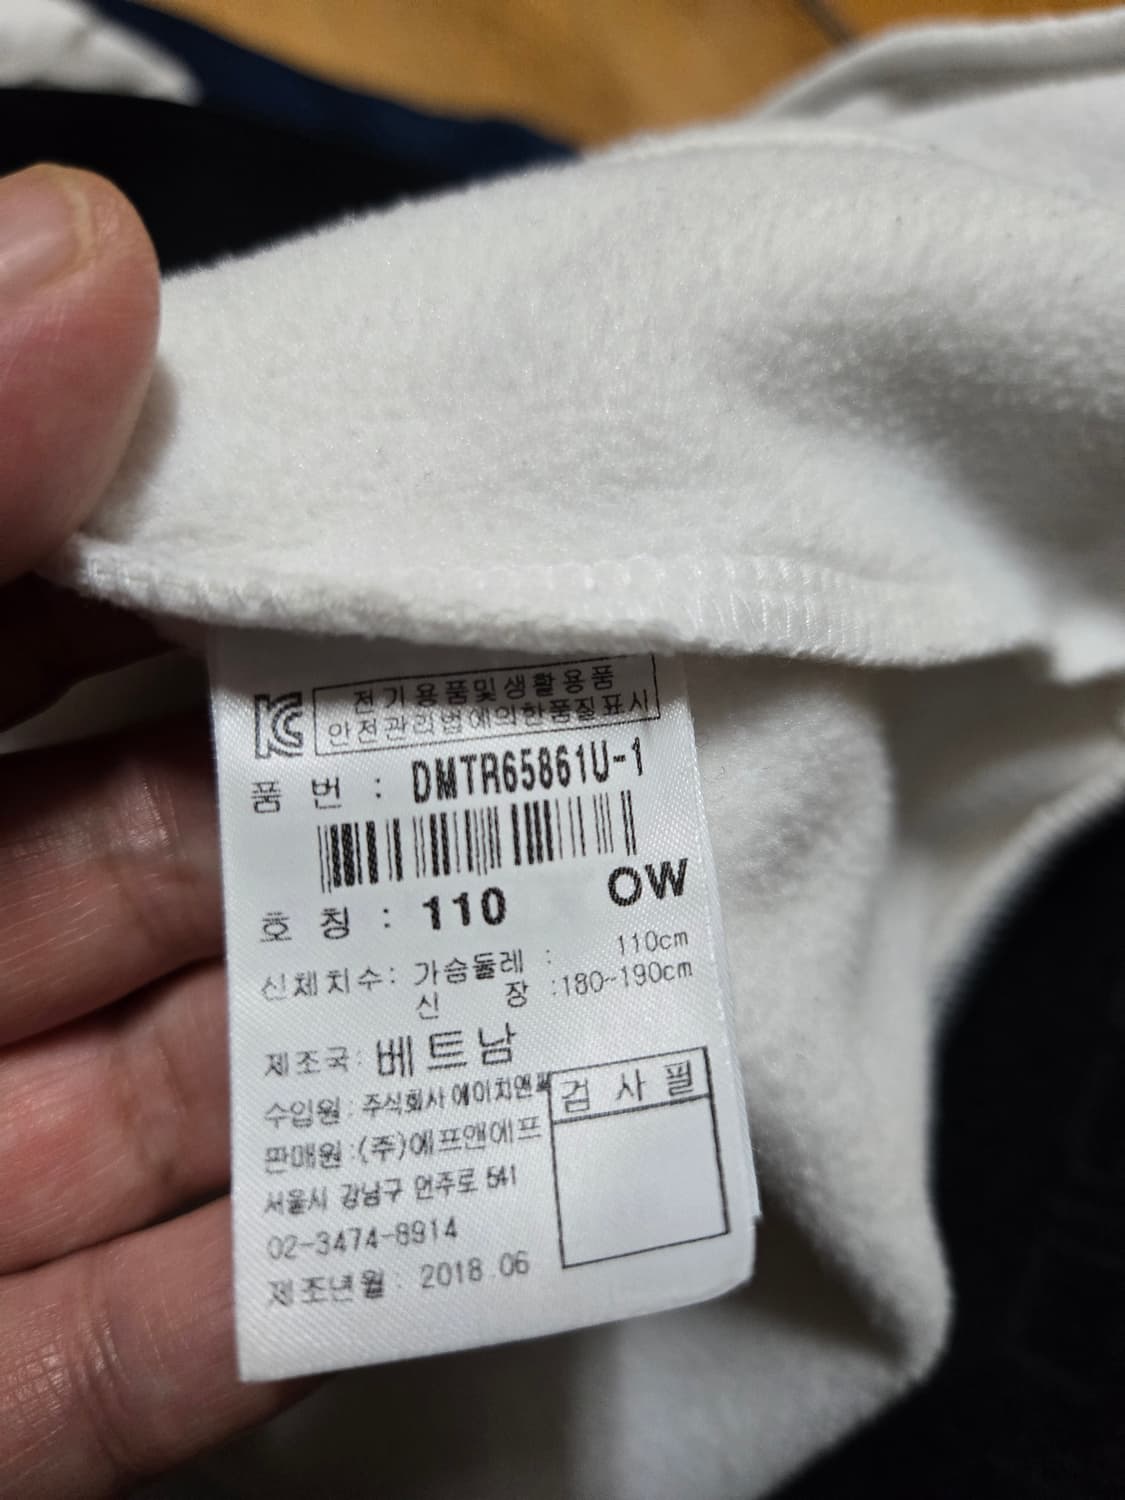 전기용품및생활용품
안전관리법에의한품질표시
품 번 : DMTR65861U-1
호 칭 : 110 OW
신체치수: 가슴둘레 : 110cm
신 장 :180~190cm
제조국: 베트남
수입원 : 주식회사 에이치앤
판매원 :(주)에프앤에프
서울시 강남구 언주로 541
02-3474-8914
제조년월 : 2018.06
검 사 필